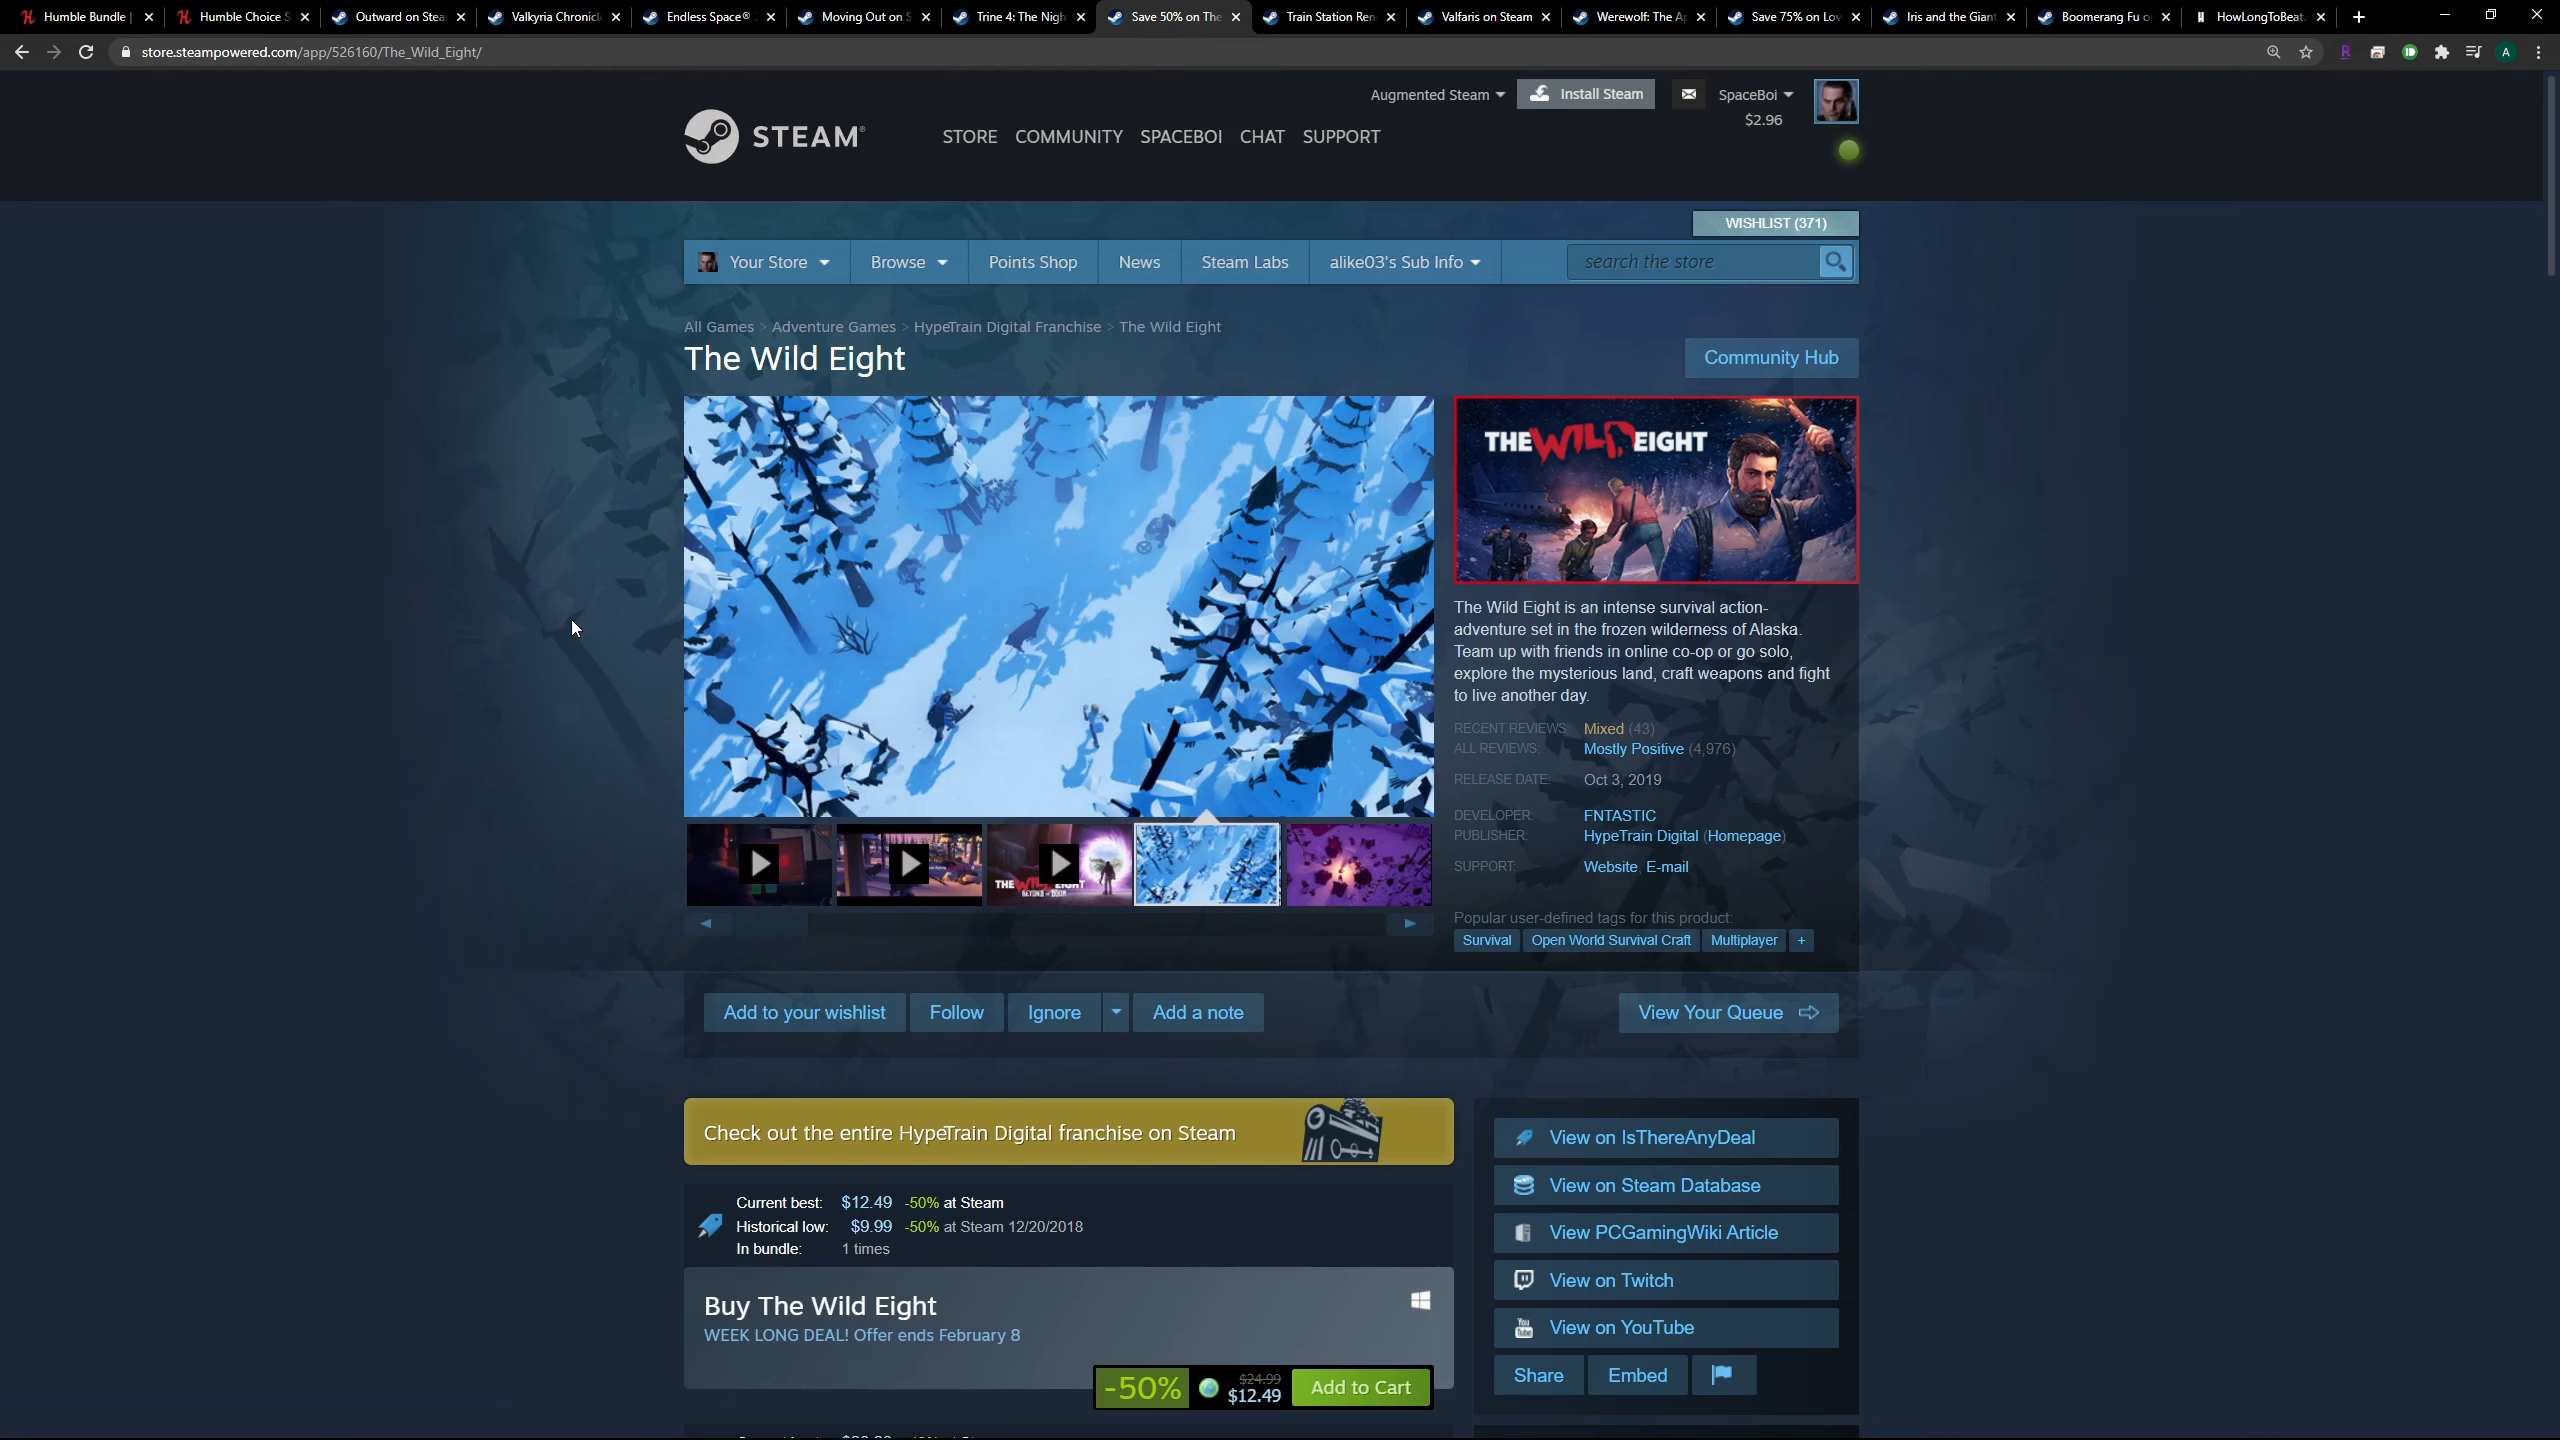 Humble Bundle | Humble Choice S Outward on Stea Valkyria Chronicl Endless Space® Moving Out on S Trine 4: The Nigh Save 50% on The Train Station Ren Valfaris on Steam Werewolf: The Ap Save 75% on Lov Iris and the Giant Boomerang Fu o HowLongToBeat.
store.steampowered.com/app/526160/The_Wild_Eight/
Augmented Steam Install Steam SpaceBoi
$2.96
STEAM® STORE COMMUNITY SPACEBOI CHAT SUPPORT
WISHLIST (371)
Your Store Browse Points Shop News Steam Labs alike03's Sub Info search the store
All Games > Adventure Games > HypeTrain Digital Franchise > The Wild Eight
The Wild Eight
Community Hub
THE WILD EIGHT
The Wild Eight is an intense survival action-
adventure set in the frozen wilderness of Alaska.
Team up with friends in online co-op or go solo,
explore the mysterious land, craft weapons and fight
to live another day.
RECENT REVIEWS: Mixed (43)
ALL REVIEWS: Mostly Positive (4,976)
RELEASE DATE: Oct 3, 2019
DEVELOPER: FNTASTIC
PUBLISHER: HypeTrain Digital (Homepage)
SUPPORT: Website, E-mail
Popular user-defined tags for this product:
Survival Open World Survival Craft Multiplayer +
Add to your wishlist Follow Ignore Add a note View Your Queue
Check out the entire HypeTrain Digital franchise on Steam
Current best: $12.49 -50% at Steam
Historical low: $9.99 -50% at Steam 12/20/2018
In bundle: 1 times
Buy The Wild Eight
WEEK LONG DEAL! Offer ends February 8
-50% $24.99 $12.49 Add to Cart
View on IsThereAnyDeal
View on Steam Database
View PCGamingWiki Article
View on Twitch
View on YouTube
Share Embed